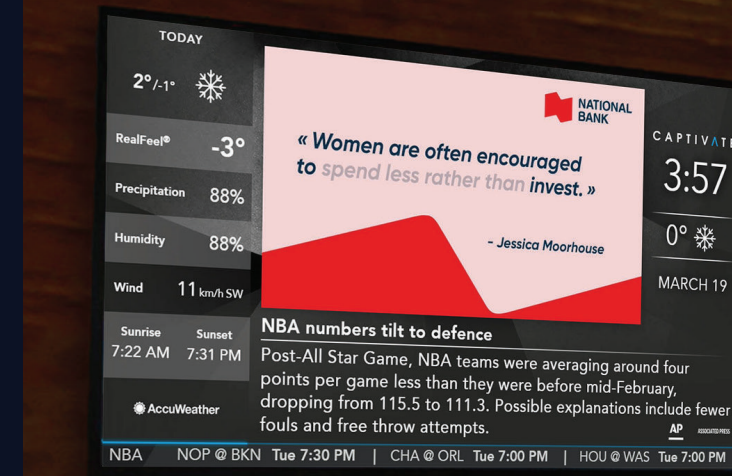 TODAY
2°/-1°
RealFeel® -3°
Precipitation 88%
Humidity 88%
Wind 11 km/h SW
Sunrise Sunset
7:22 AM 7:31 PM
AccuWeather
NATIONAL
BANK
« Women are often encouraged
to spend less rather than invest. »
- Jessica Moorhouse
CAPTIVATE
3:57
0°
MARCH 19
NBA numbers tilt to defence
Post-All Star Game, NBA teams were averaging around four
points per game less than they were before mid-February,
dropping from 115.5 to 111.3. Possible explanations include fewer
fouls and free throw attempts.
AP ASSOCIATED PRESS
NBA NOP @ BKN Tue 7:30 PM | CHA @ ORL Tue 7:00 PM | HOU @ WAS Tue 7:00 PM